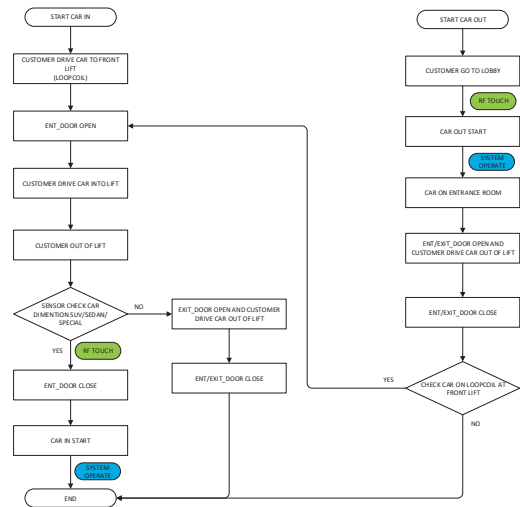 START CAR IN
CUSTOMER DRIVE CAR TO FRONT
LIFT
(LOOPCOIL)
ENT_DOOR OPEN
CUSTOMER DRIVE CAR INTO LIFT
CUSTOMER OUT OF LIFT
SENSOR CHECK CAR
DIMENTION SUV/SEDAN/
SPECIAL
NO
YES
RF TOUCH
ENT_DOOR CLOSE
CAR IN START
SYSTEM
OPERATE
END
EXIT_DOOR OPEN AND CUSTOMER
DRIVE CAR OUT OF LIFT
ENT/EXIT_DOOR CLOSE
START CAR OUT
CUSTOMER GO TO LOBBY
RF TOUCH
CAR OUT START
SYSTEM
OPERATE
CAR ON ENTRANCE ROOM
ENT/EXIT_DOOR OPEN AND
CUSTOMER DRIVE CAR OUT OF LIFT
ENT/EXIT_DOOR CLOSE
CHECK CAR ON LOOPCOIL AT
FRONT LIFT
YES
NO